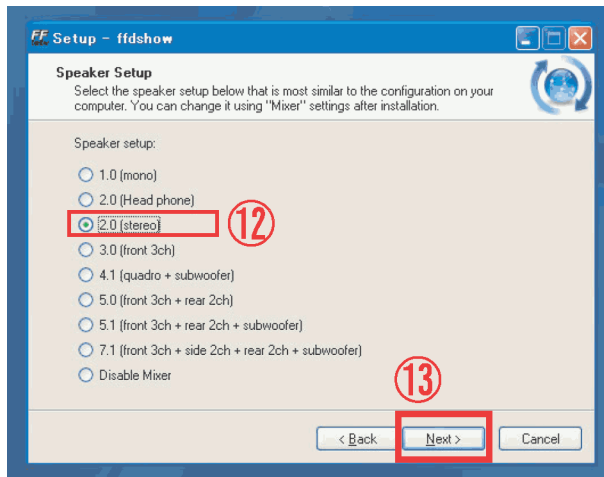 FF Setup - ffdshow
Speaker Setup
Select the speaker setup below that is most similar to the configuration on your
computer. You can change it using "Mixer" settings after installation.
Speaker setup:
1.0 (mono)
2.0 (Head phone)
2.0 (stereo)
⑫
3.0 (front 3ch)
4.1 (quadro + subwoofer)
5.0 (front 3ch + rear 2ch)
5.1 (front 3ch + rear 2ch + subwoofer)
7.1 (front 3ch + side 2ch + rear 2ch + subwoofer)
Disable Mixer
⑬
< Back
Next >
Cancel